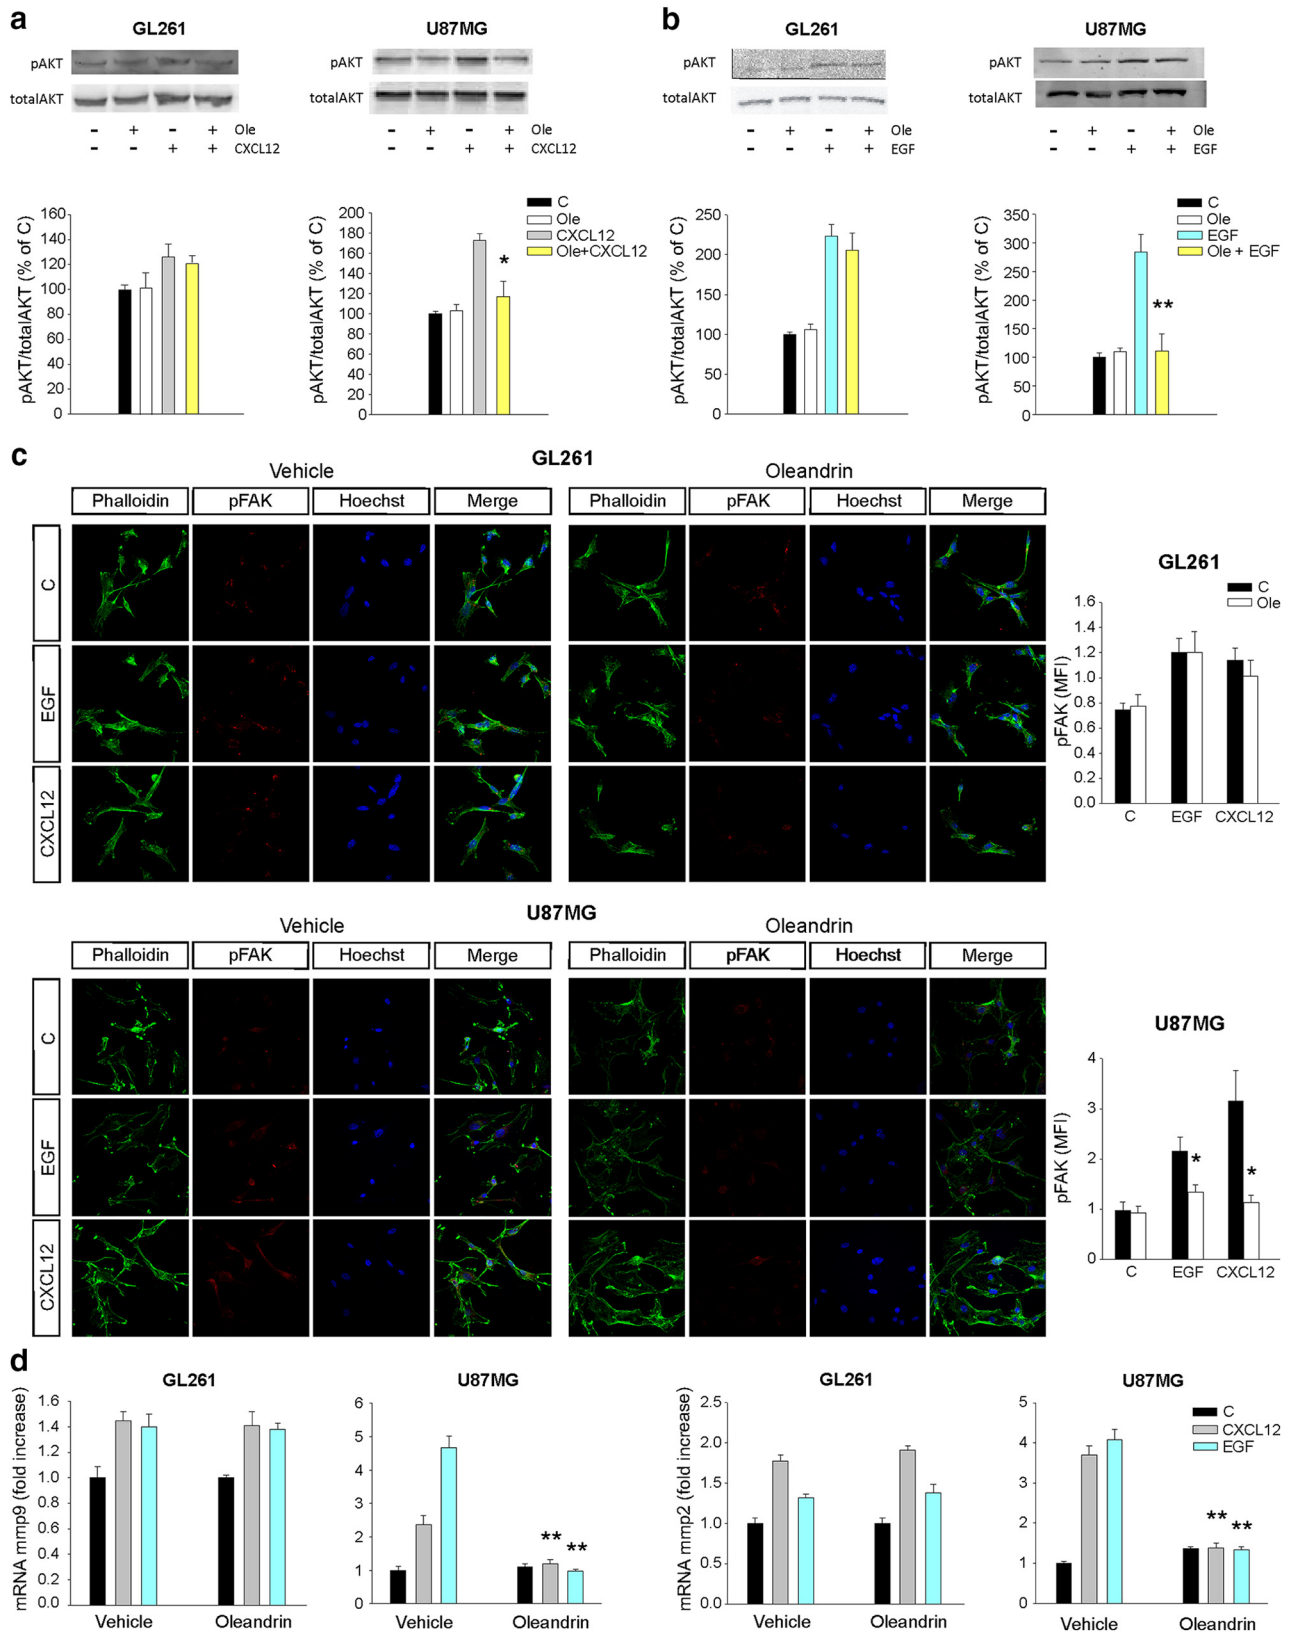 a
GL261
U87MG
pAKT
totalAKT
- + - + Ole
- - + + CXCL12
pAKT
totalAKT
- + - + Ole
- - + + CXCL12
pAKT/totalAKT (% of C)
160
140
120
100
80
60
40
20
0
pAKT/totalAKT (% of C)
200
180
160
140
120
100
80
60
40
20
0
*
C
Ole
CXCL12
Ole+CXCL12
b
GL261
U87MG
pAKT
totalAKT
- + - + Ole
- - + + EGF
pAKT
totalAKT
- + - + Ole
- - + + EGF
pAKT/totalAKT (% of C)
250
200
150
100
50
0
pAKT/totalAKT (% of C)
350
300
250
200
150
100
50
0
**
C
Ole
EGF
Ole + EGF
c
GL261
Vehicle
Oleandrin
Phalloidin pFAK Hoechst Merge
Phalloidin pFAK Hoechst Merge
C
EGF
CXCL12
GL261
C
Ole
pFAK (MFI)
1.6
1.4
1.2
1.0
0.8
0.6
0.4
0.2
0.0
C EGF CXCL12
U87MG
Vehicle
Oleandrin
Phalloidin pFAK Hoechst Merge
Phalloidin pFAK Hoechst Merge
C
EGF
CXCL12
U87MG
pFAK (MFI)
4
3
2
1
0
* *
C EGF CXCL12
d
GL261
mRNA mmp9 (fold increase)
1.6
1.4
1.2
1.0
0.8
0.6
0.4
0.2
0.0
Vehicle Oleandrin
U87MG
6
5
4
3
2
1
0
** **
Vehicle Oleandrin
GL261
mRNA mmp2 (fold increase)
2.5
2.0
1.5
1.0
0.5
0.0
Vehicle Oleandrin
U87MG
5
4
3
2
1
0
** **
C
CXCL12
EGF
Vehicle Oleandrin